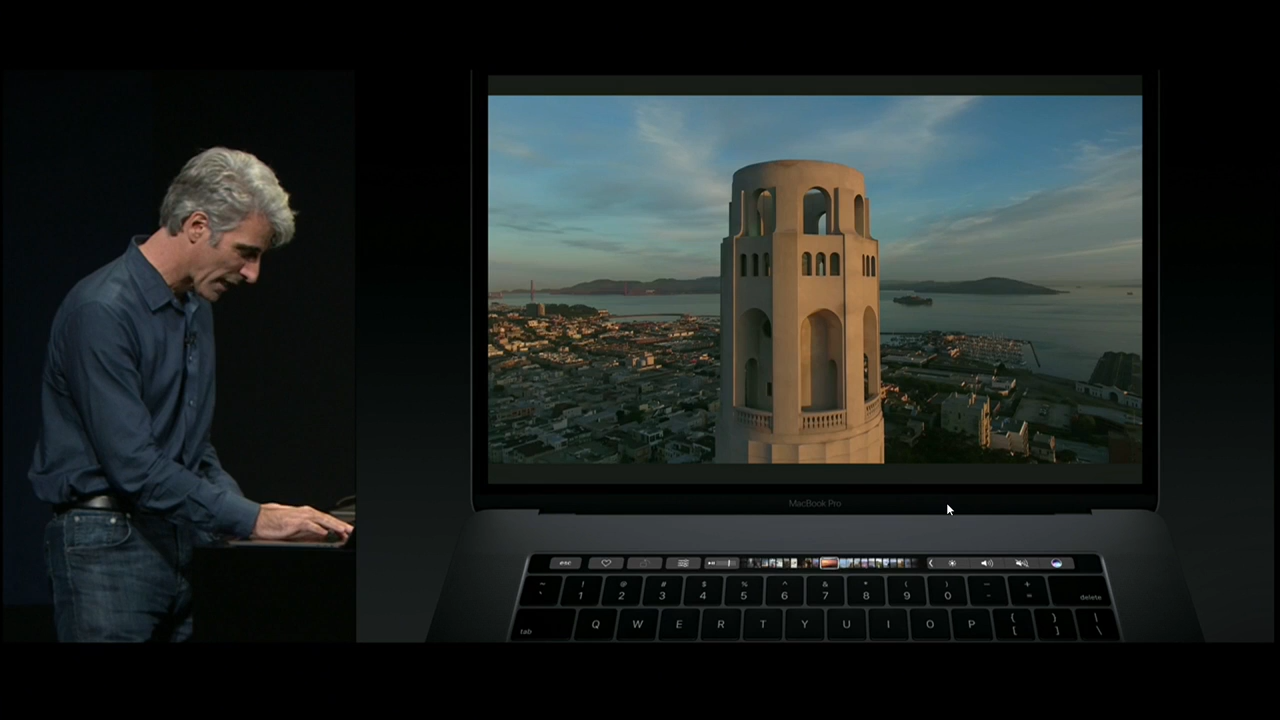 MacBook Pro
esc
~ ! @ # $ % ^ & * ( ) _ +
` 1 2 3 4 5 6 7 8 9 0 - = delete
{ } |
tab Q W E R T Y U I O P [ ] \